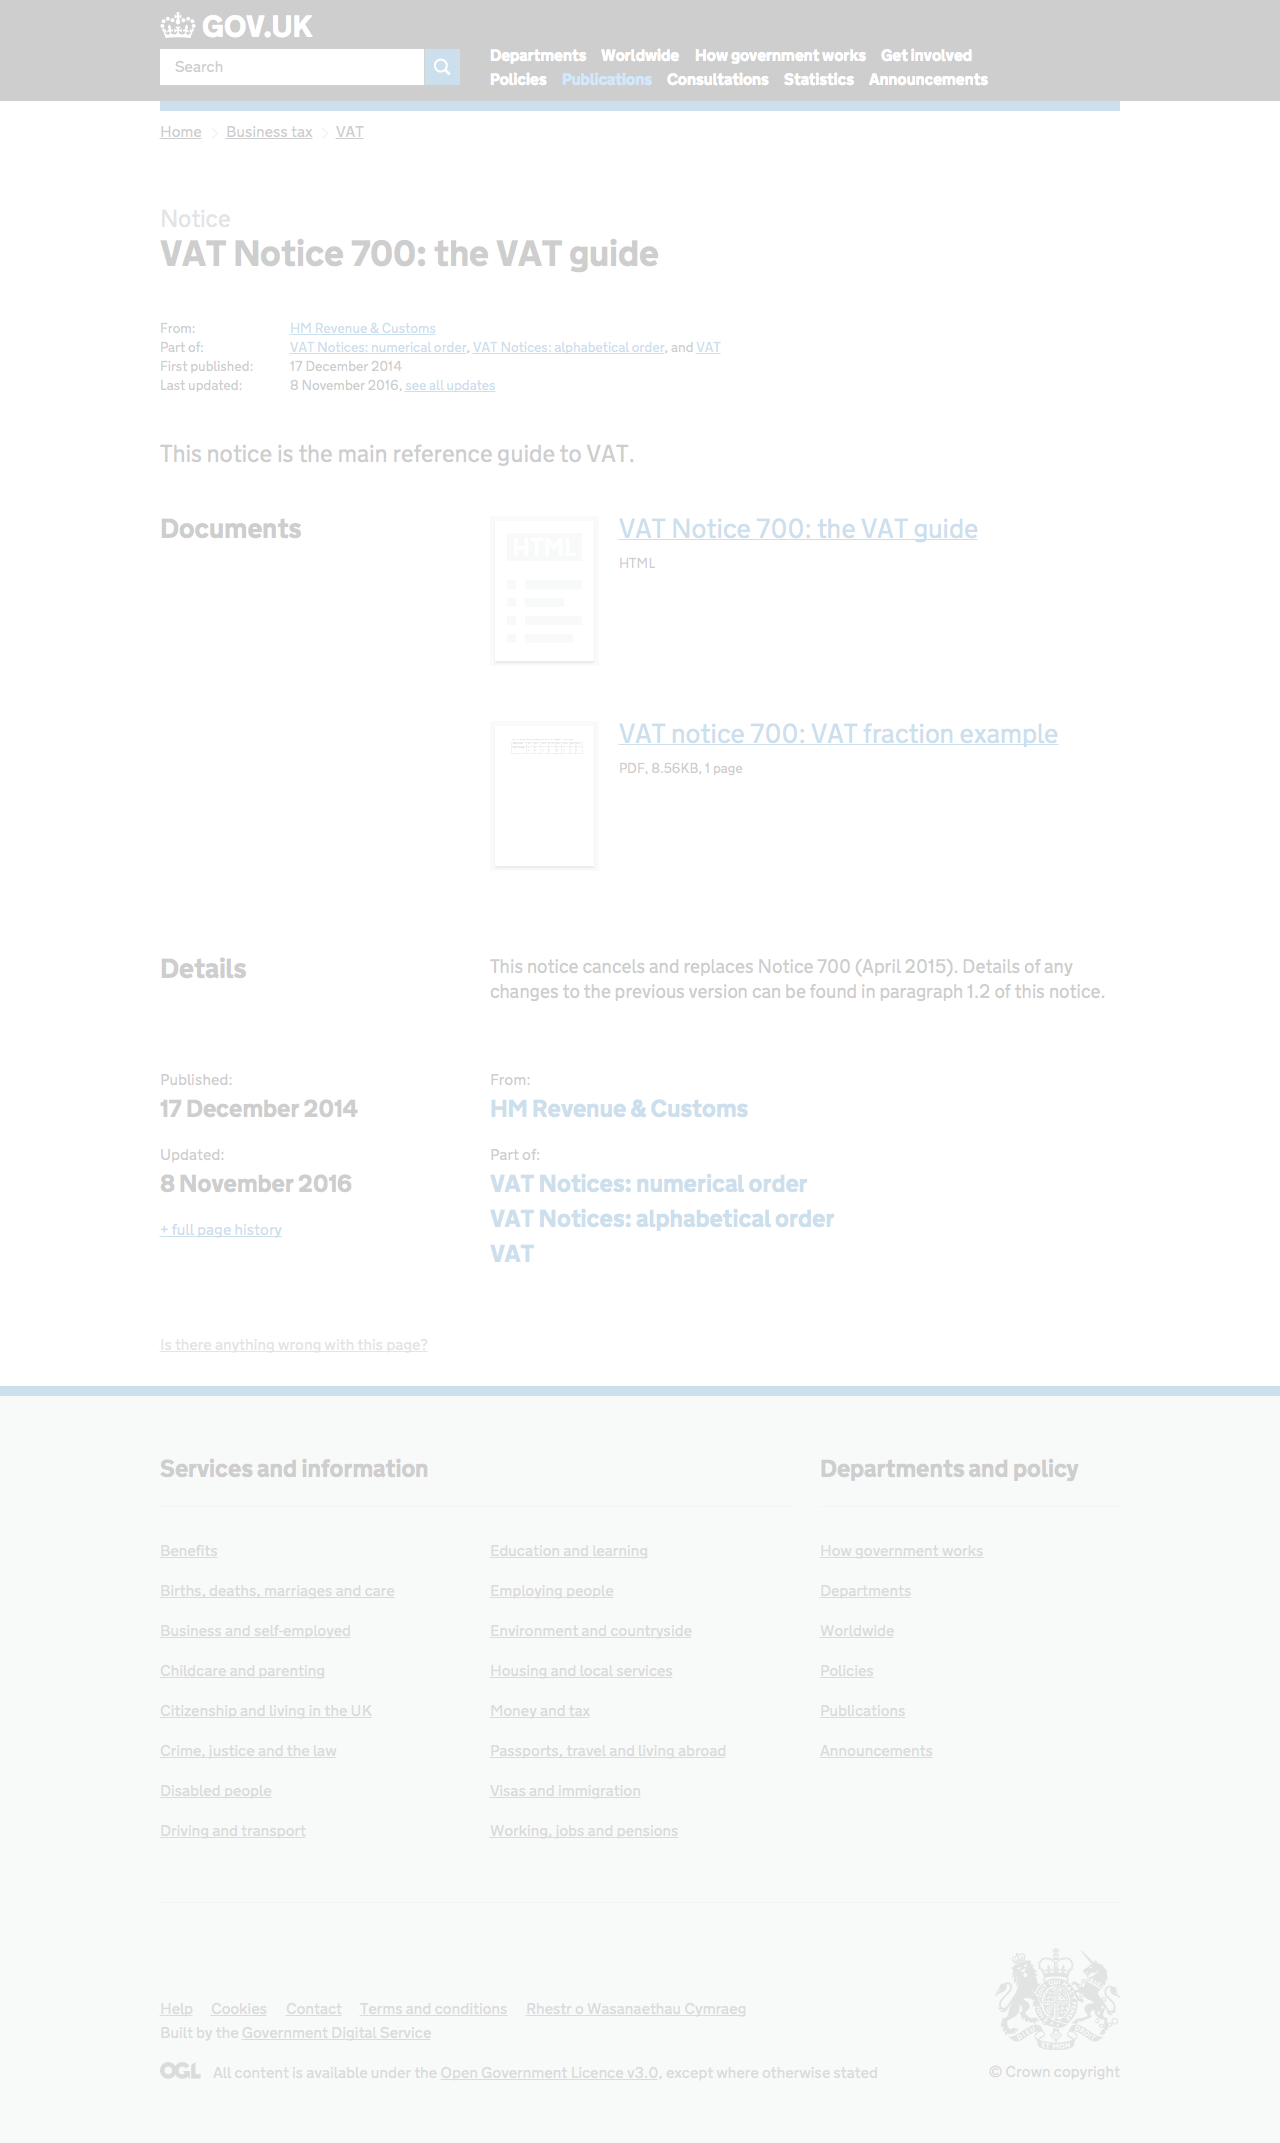 GOV.UK
Search
Departments Worldwide How government works Get involved
Policies Publications Consultations Statistics Announcements
Home Business tax VAT
Notice
VAT Notice 700: the VAT guide
From: HM Revenue & Customs
Part of: VAT Notices: numerical order, VAT Notices: alphabetical order, and VAT
First published: 17 December 2014
Last updated: 8 November 2016, see all updates
This notice is the main reference guide to VAT.
Documents
HTML
VAT Notice 700: the VAT guide
HTML
VAT notice 700: VAT fraction example
PDF, 8.56KB, 1 page
Details
This notice cancels and replaces Notice 700 (April 2015). Details of any
changes to the previous version can be found in paragraph 1.2 of this notice.
Published:
17 December 2014
Updated:
8 November 2016
+ full page history
From:
HM Revenue & Customs
Part of:
VAT Notices: numerical order
VAT Notices: alphabetical order
VAT
Is there anything wrong with this page?
Services and information
Benefits
Births, deaths, marriages and care
Business and self-employed
Childcare and parenting
Citizenship and living in the UK
Crime, justice and the law
Disabled people
Driving and transport
Education and learning
Employing people
Environment and countryside
Housing and local services
Money and tax
Passports, travel and living abroad
Visas and immigration
Working, jobs and pensions
Departments and policy
How government works
Departments
Worldwide
Policies
Publications
Announcements
Help Cookies Contact Terms and conditions Rhestr o Wasanaethau Cymraeg
Built by the Government Digital Service
OGL All content is available under the Open Government Licence v3.0, except where otherwise stated
© Crown copyright